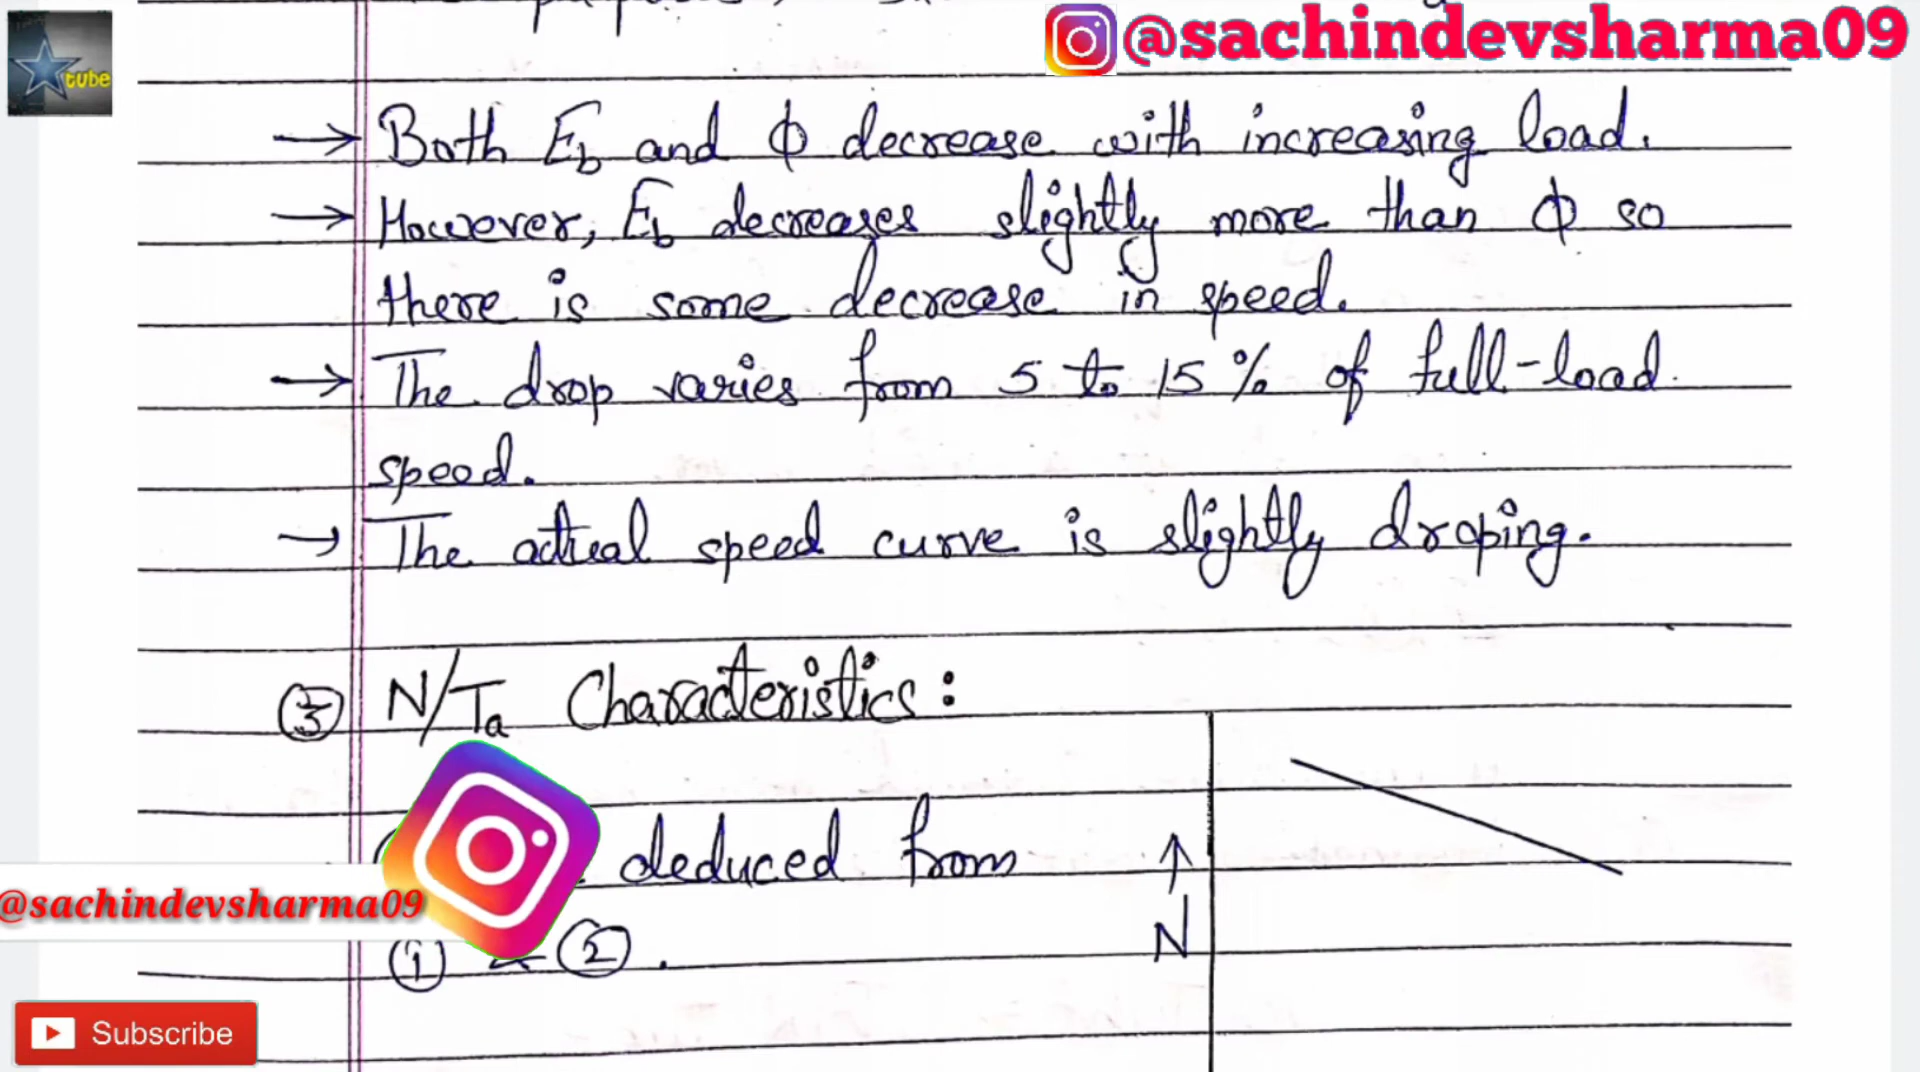 @sachindevsharma09
tube
→ Both E_b and Φ decrease with increasing load.
→ However, E_b decreases slightly more than Φ so
there is some decrease in speed.
→ The drop varies from 5 to 15 % of full-load
speed.
→ The actual speed curve is slightly droping.
③ N/Ta Characteristics:
deduced from
① ②.
↑
N
@sachindevsharma09
Subscribe